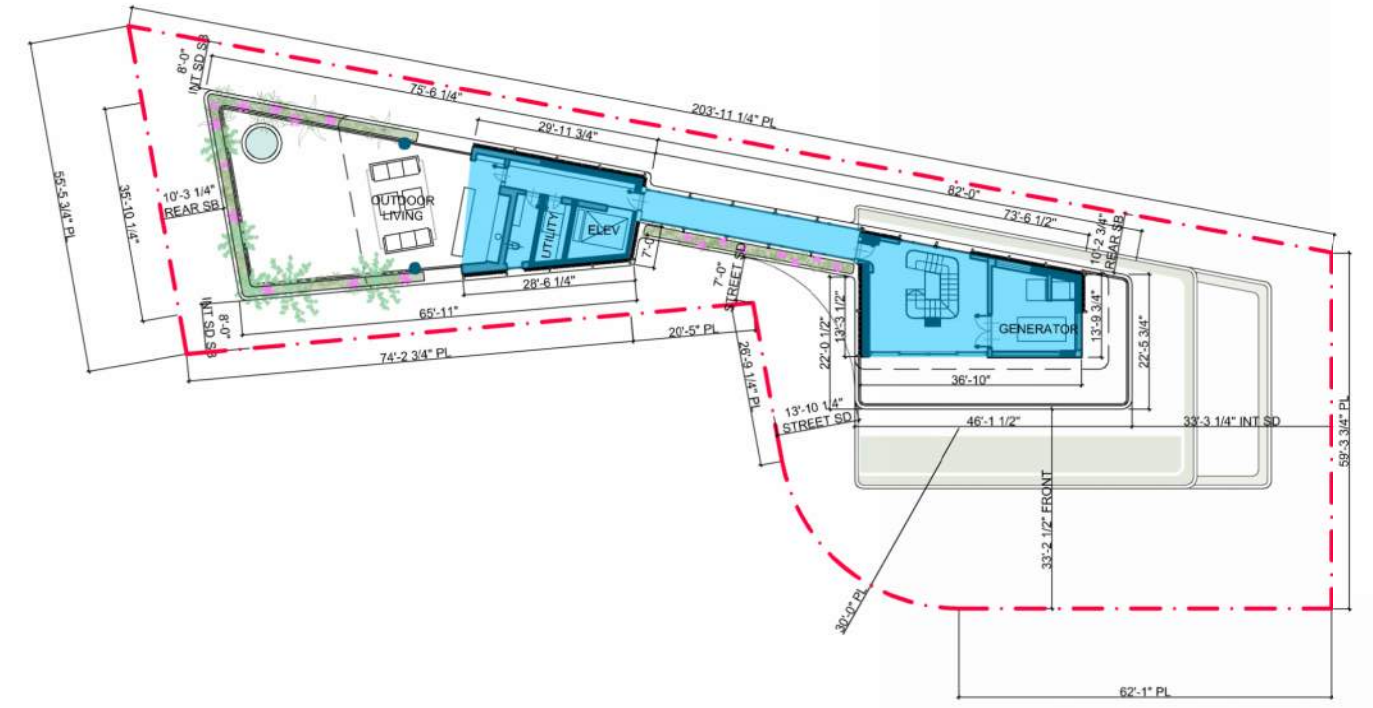 8'-0"
INT SD SB
75'-6 1/4"
203'-11 1/4" PL
29'-11 3/4"
55'-5 3/4" PL
35'-10 1/4"
10'-3 1/4"
REAR SB
OUTDOOR
LIVING
UTILITY
ELEV
82'-0"
73'-6 1/2"
10'-2 3/4"
REAR SB
7'-0"
7'-0"
STREET SD
28'-6 1/4"
65'-11"
INT SD SB
8'-0"
74'-2 3/4" PL
20'-5" PL
26'-9 1/4" PL
22'-0 1/2"
13'-3 1/2"
GENERATOR
13'-9 3/4"
22'-5 3/4"
36'-10"
13'-10 1/4"
STREET SD
46'-1 1/2"
33'-3 1/4" INT SD
59'-3 3/4" PL
33'-2 1/2" FRONT
30'-0" PL
62'-1" PL